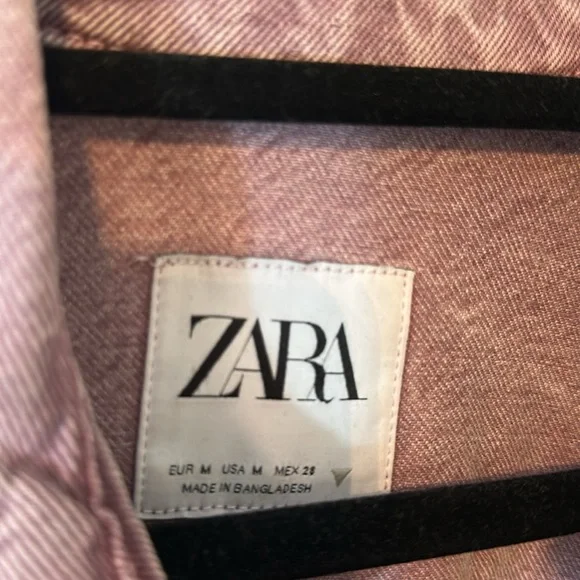 ZARA
EUR M USA M MEX 28
MADE IN BANGLADESH